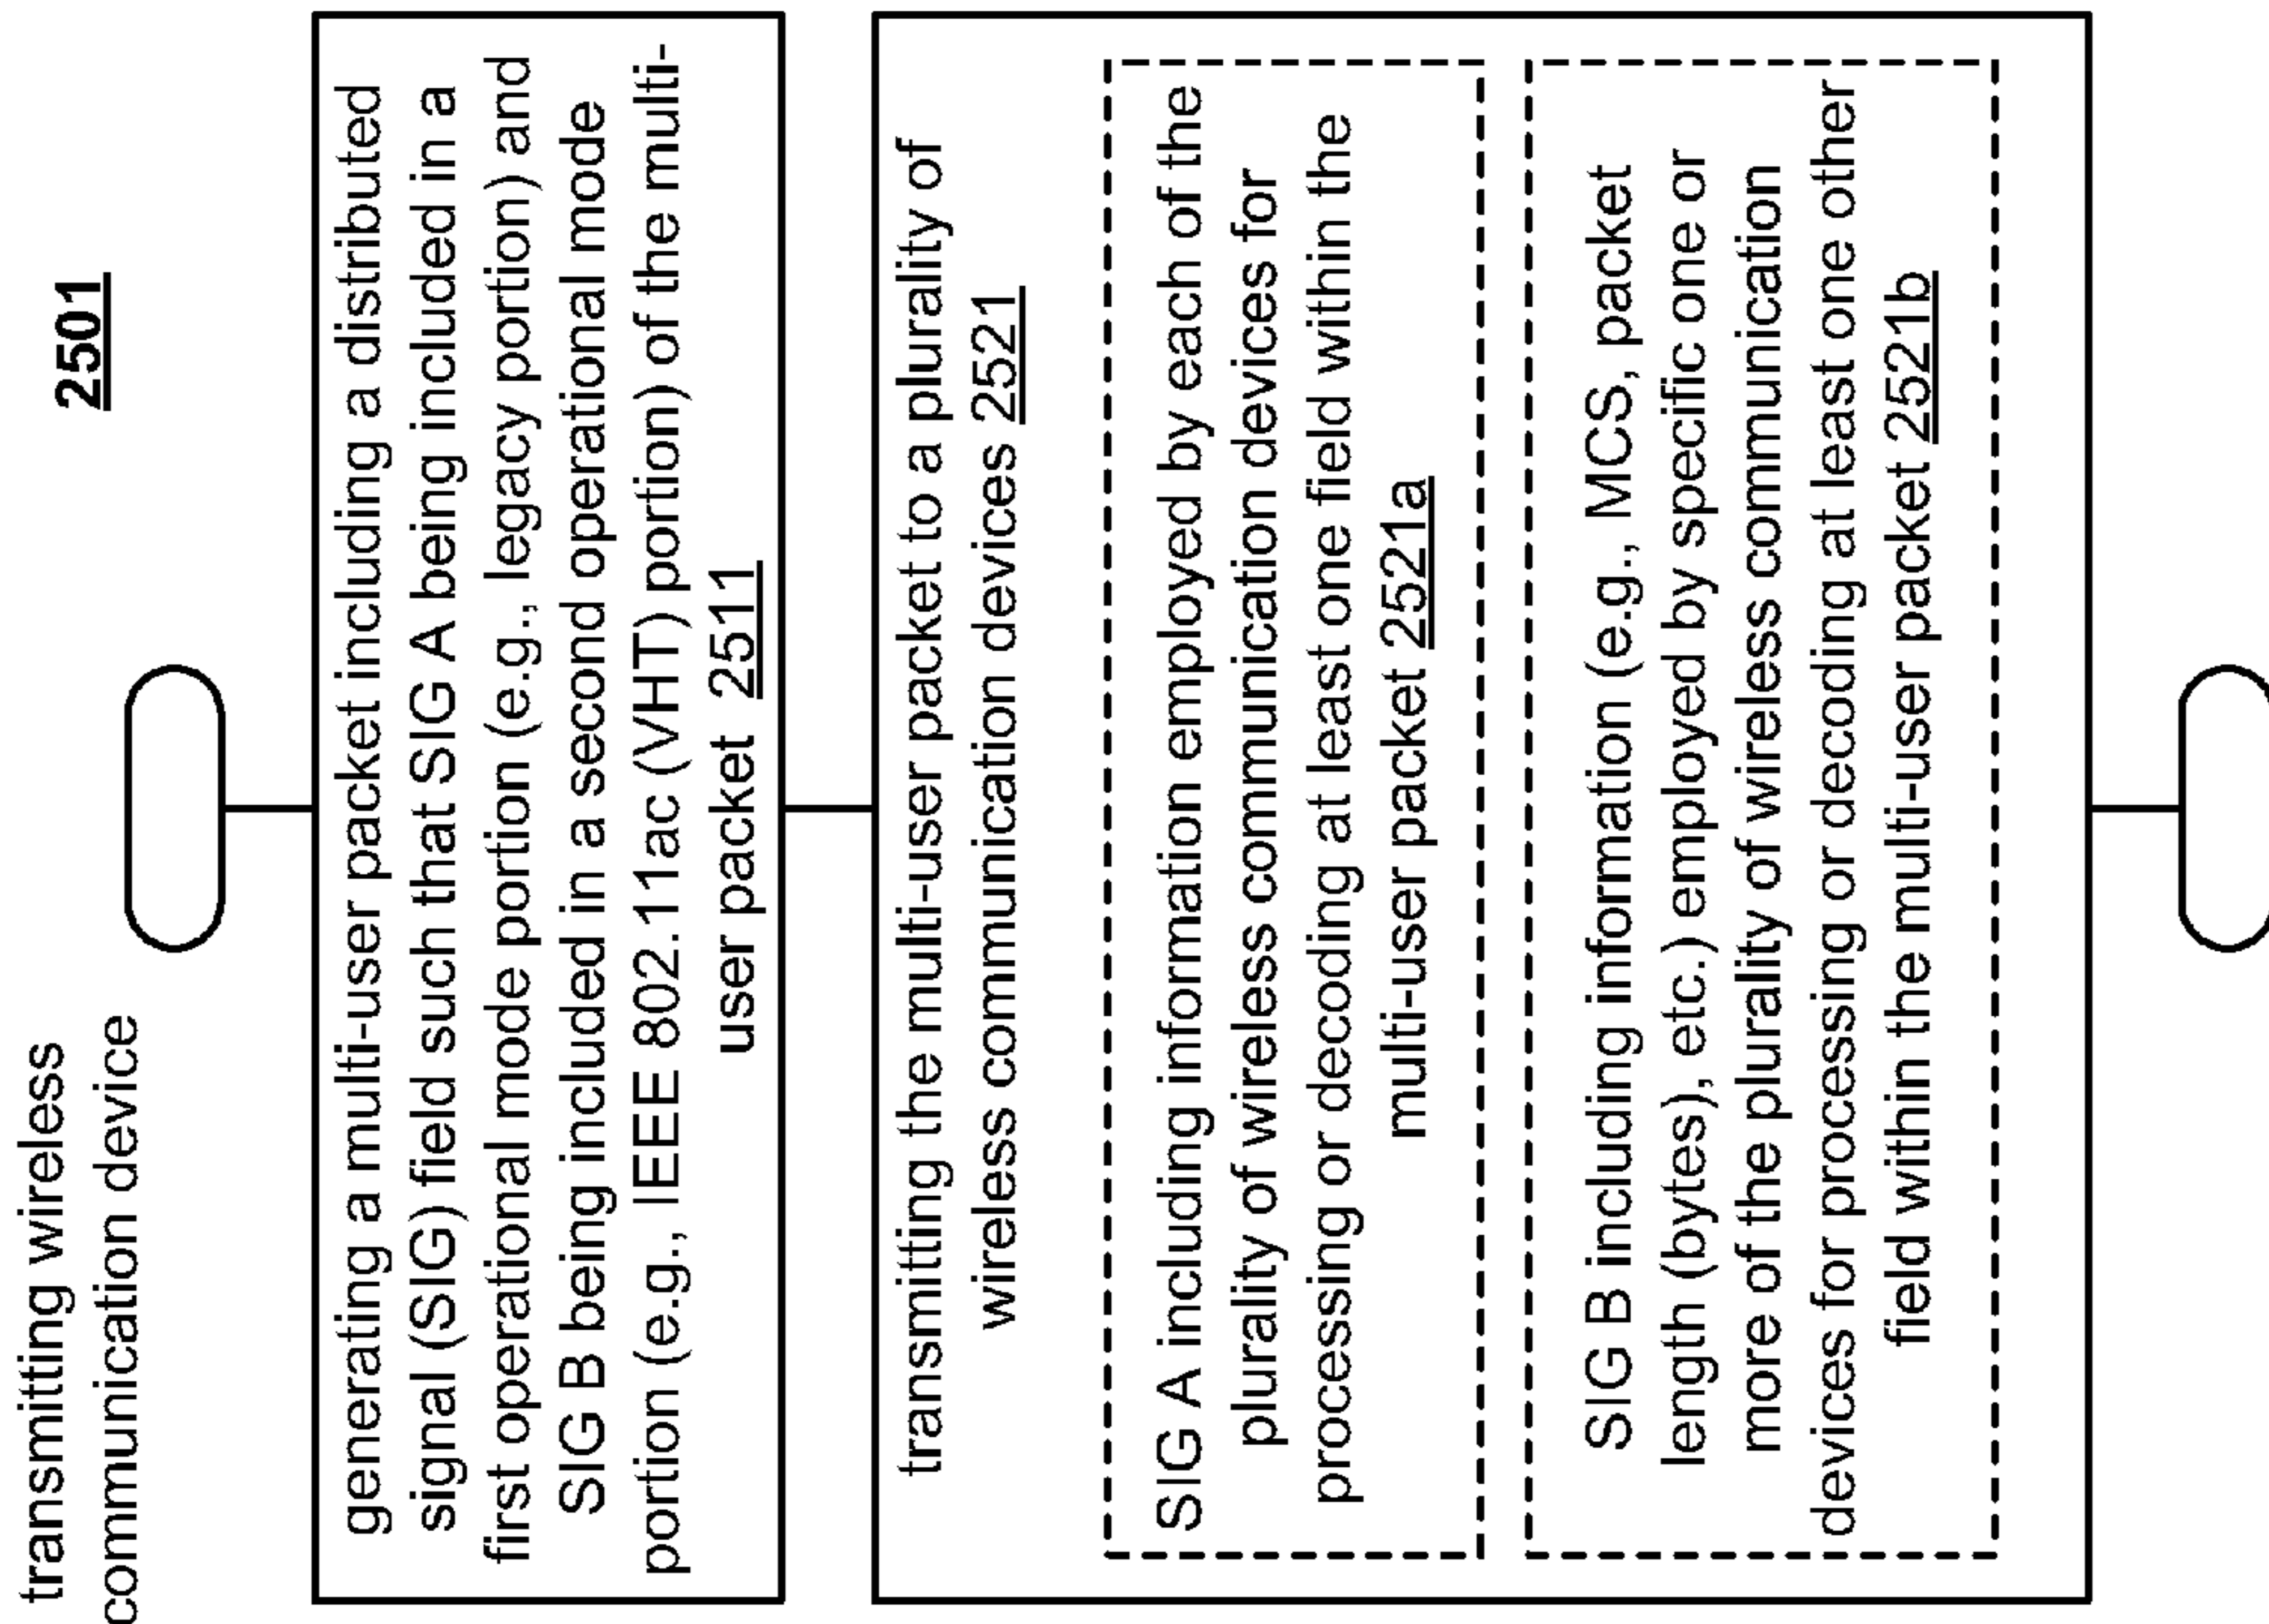 transmitting wireless
communication device
2501
generating a multi-user packet including a distributed
signal (SIG) field such that SIG A being included in a
first operational mode portion (e.g., legacy portion) and
SIG B being included in a second operational mode
portion (e.g., IEEE 802.11ac (VHT) portion) of the multi-
user packet 2511
transmitting the multi-user packet to a plurality of
wireless communication devices 2521
SIG A including information employed by each of the
plurality of wireless communication devices for
processing or decoding at least one field within the
multi-user packet 2521a
SIG B including information (e.g., MCS, packet
length (bytes), etc.) employed by specific one or
more of the plurality of wireless communication
devices for processing or decoding at least one other
field within the multi-user packet 2521b